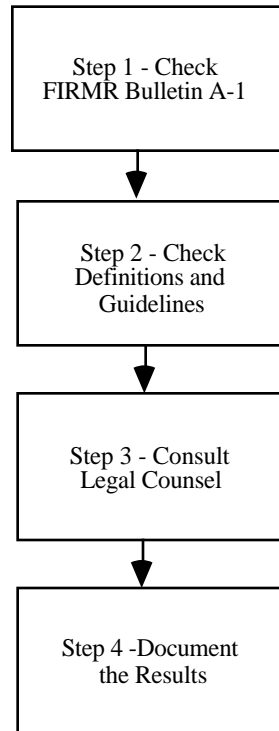 Step 1 - Check
FIRMR Bulletin A-1
Step 2 - Check
Definitions and
Guidelines
Step 3 - Consult
Legal Counsel
Step 4 -Document
the Results